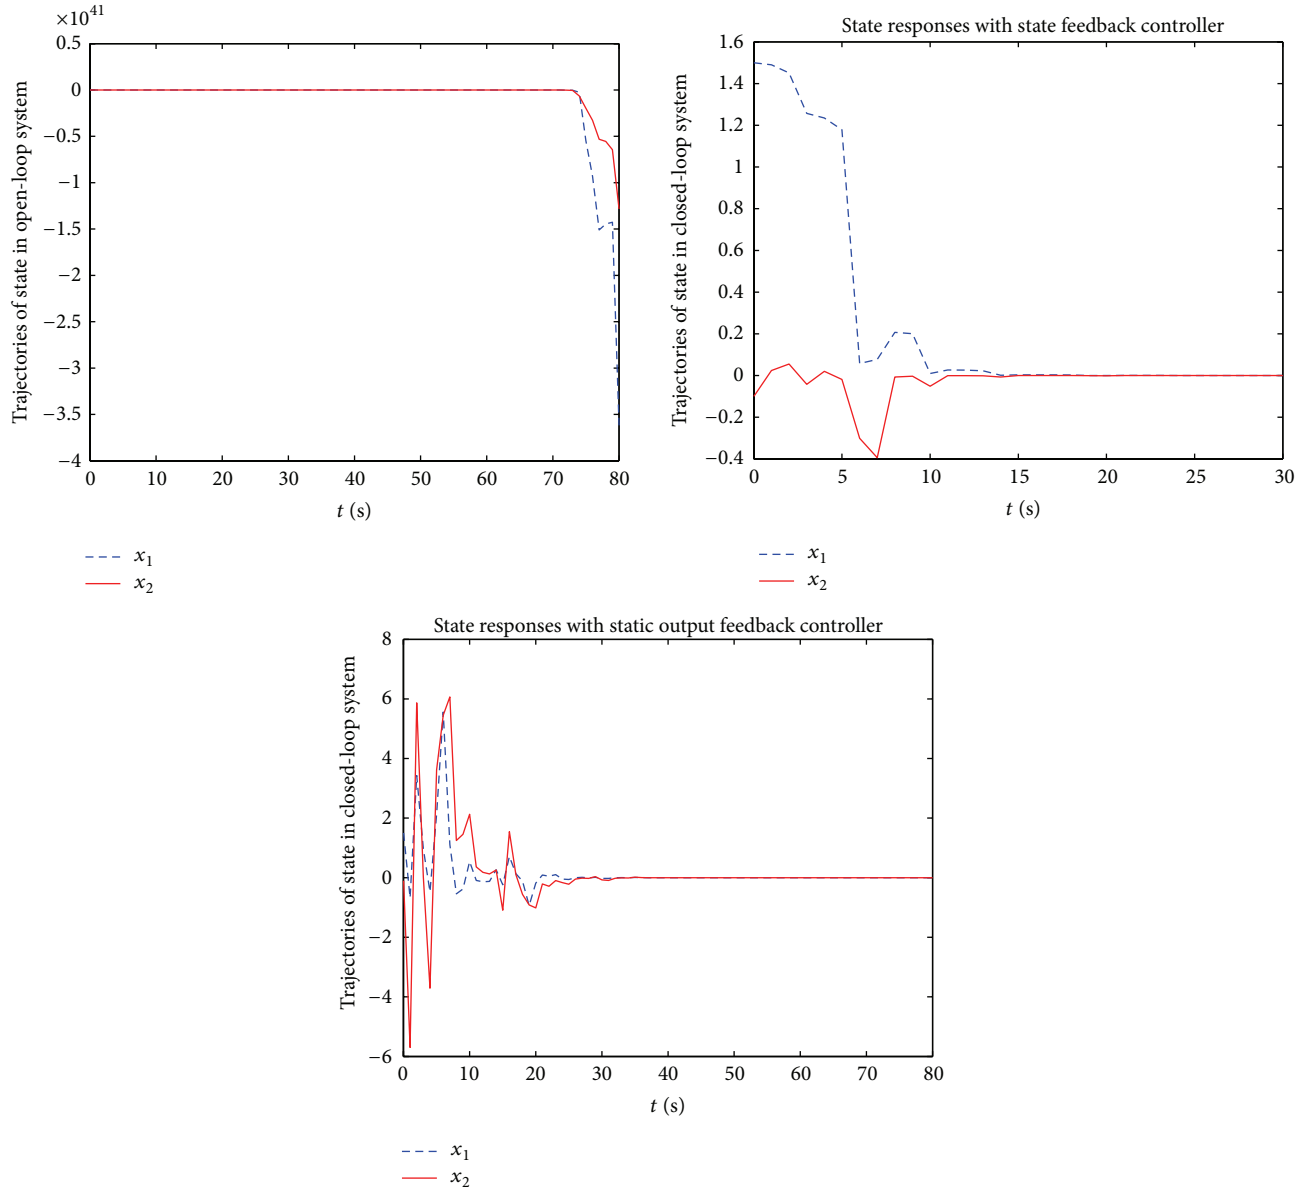 ×10^41
0.5
0
−0.5
−1
−1.5
−2
−2.5
−3
−3.5
−4
0 10 20 30 40 50 60 70 80
Trajectories of state in open-loop system
t (s)
x₁
x₂
State responses with state feedback controller
1.6
1.4
1.2
1
0.8
0.6
0.4
0.2
0
−0.2
−0.4
0 5 10 15 20 25 30
Trajectories of state in closed-loop system
t (s)
x₁
x₂
State responses with static output feedback controller
8
6
4
2
0
−2
−4
−6
0 10 20 30 40 50 60 70 80
Trajectories of state in closed-loop system
t (s)
x₁
x₂